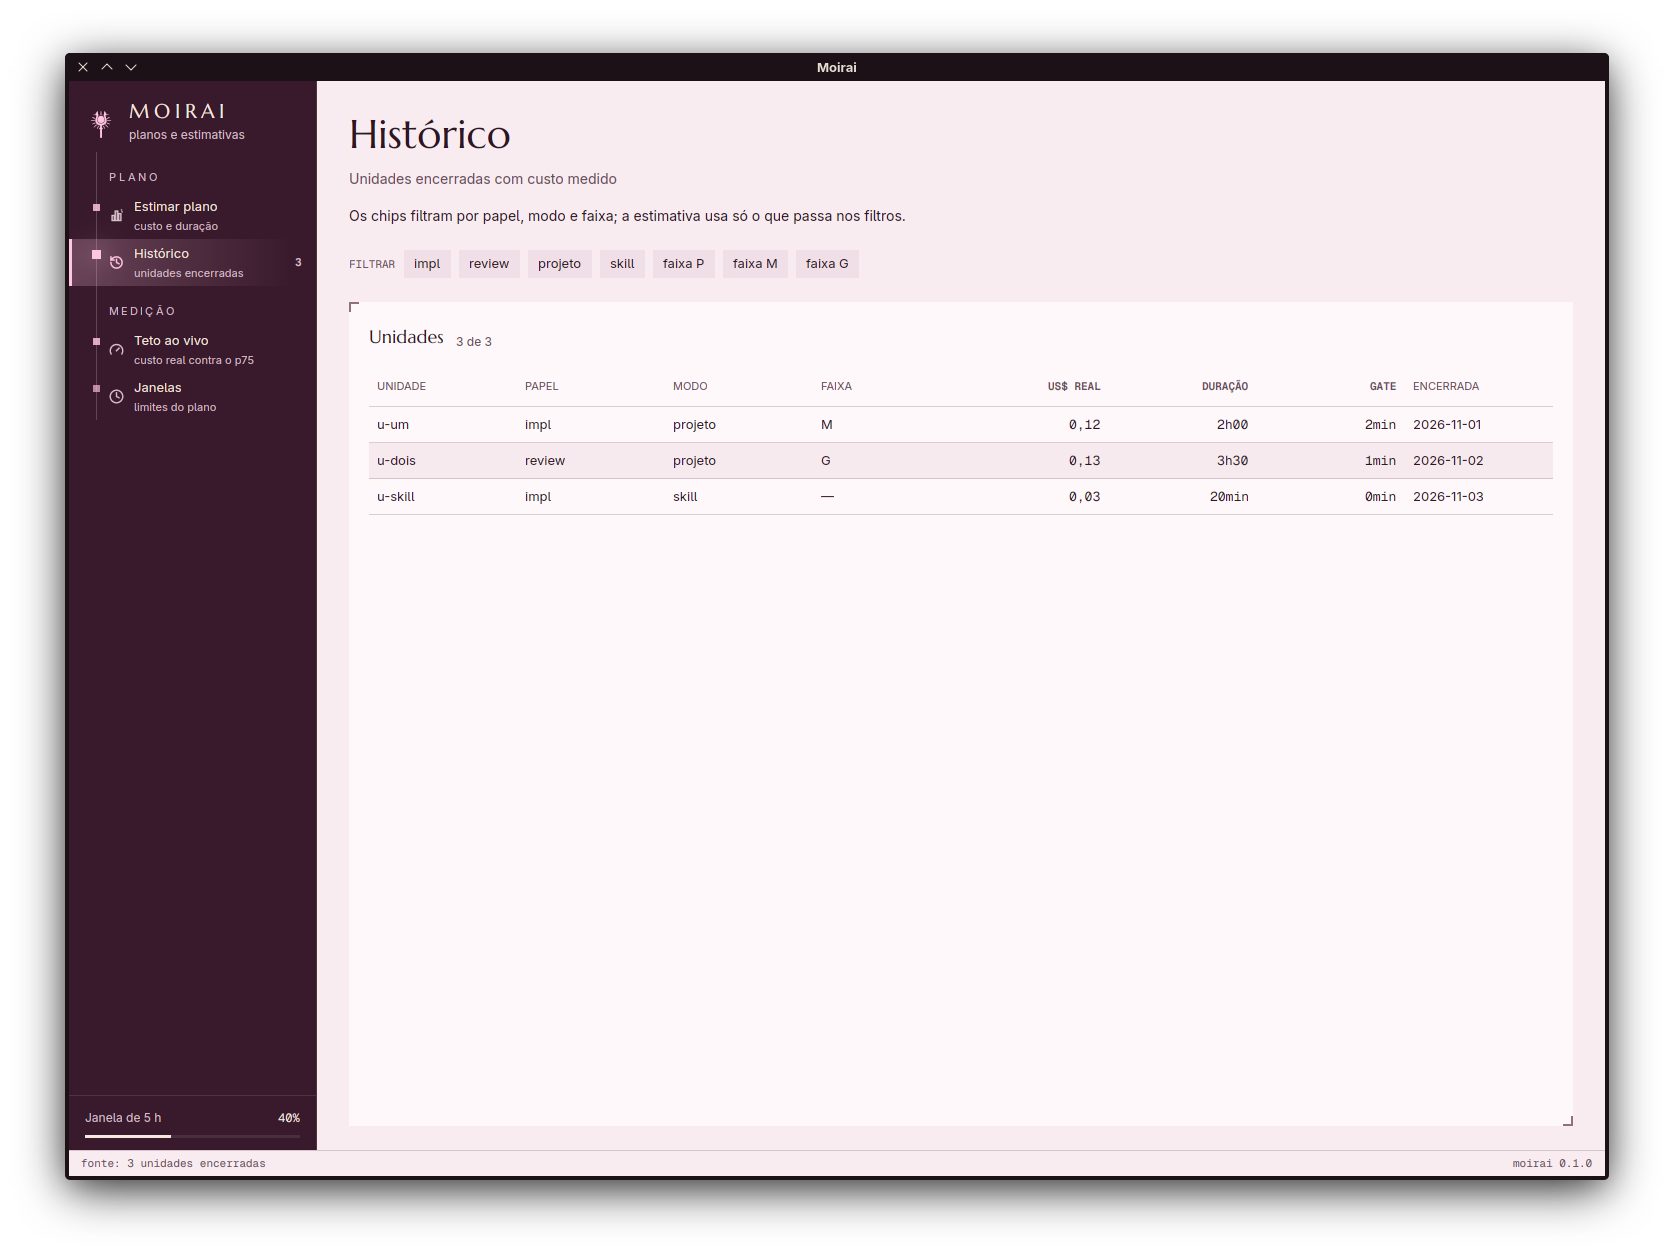 Moirai
MOIRAI
planos e estimativas
PLANO
Estimar plano
custo e duração
Histórico
unidades encerradas
3
MEDIÇÃO
Teto ao vivo
custo real contra o p75
Janelas
limites do plano
Janela de 5 h 40%
Histórico
Unidades encerradas com custo medido
Os chips filtram por papel, modo e faixa; a estimativa usa só o que passa nos filtros.
FILTRAR impl review projeto skill faixa P faixa M faixa G
Unidades 3 de 3
UNIDADE PAPEL MODO FAIXA US$ REAL DURAÇÃO GATE ENCERRADA
u-um impl projeto M 0,12 2h00 2min 2026-11-01
u-dois review projeto G 0,13 3h30 1min 2026-11-02
u-skill impl skill — 0,03 20min 0min 2026-11-03
fonte: 3 unidades encerradas moirai 0.1.0